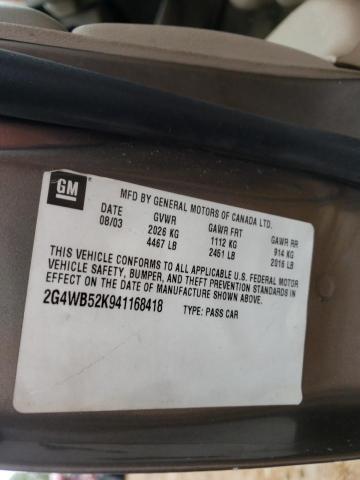 GM
MFD BY GENERAL MOTORS OF CANADA LTD.
DATE GVWR GAWR FRT GAWR RR
08/03 2026 KG 1112 KG 914 KG
4467 LB 2451 LB 2016 LB
THIS VEHICLE CONFORMS TO ALL APPLICABLE U.S. FEDERAL MOTOR
VEHICLE SAFETY, BUMPER, AND THEFT PREVENTION STANDARDS IN
EFFECT ON THE DATE OF MANUFACTURE SHOWN ABOVE.
2G4WB52K941168418 TYPE: PASS CAR